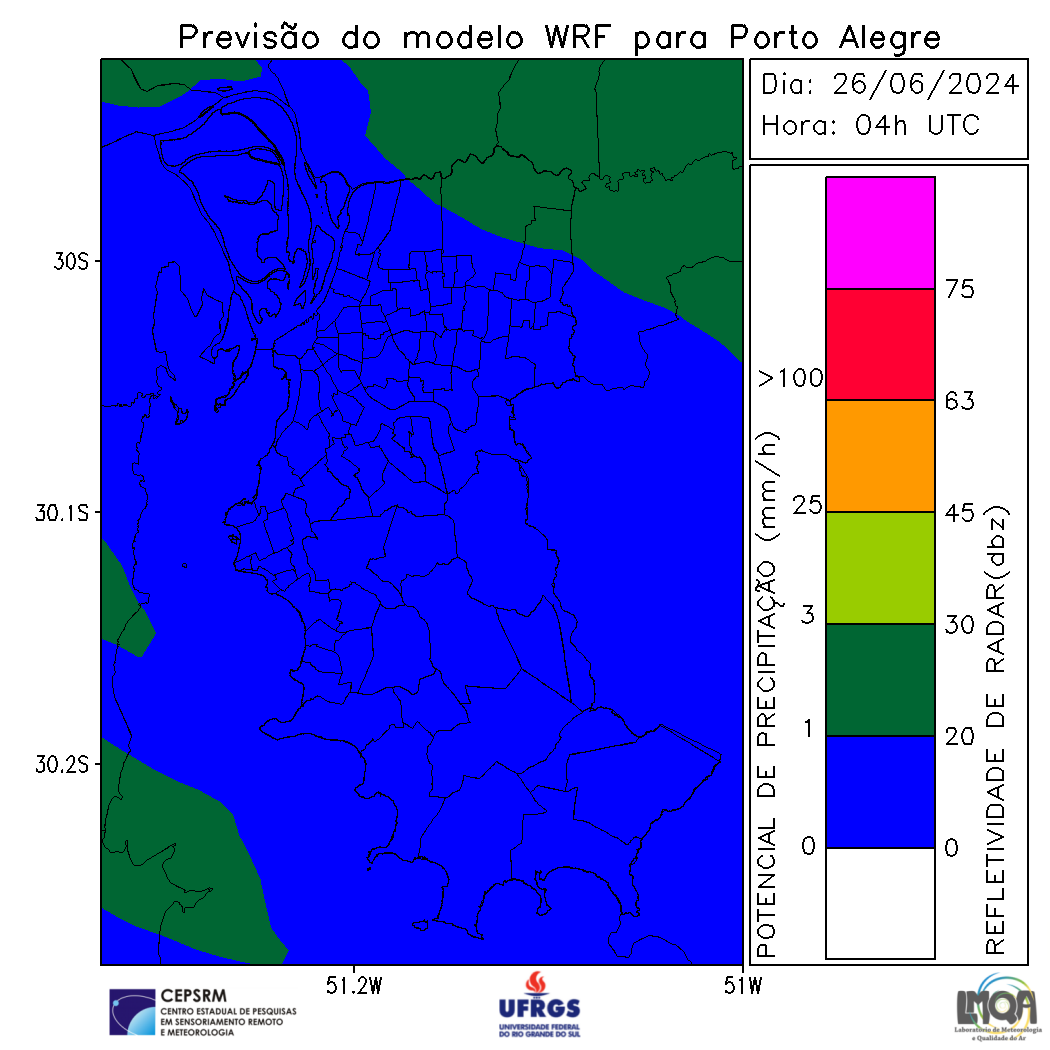 Previsão do modelo WRF para Porto Alegre
Dia: 26/06/2024
Hora: 04h UTC
30S
30.1S
30.2S
51.2W
51W
POTENCIAL DE PRECIPITAÇÃO (mm/h)
>100
25
3
1
0
75
63
45
30
20
0
REFLETIVIDADE DE RADAR(dbz)
CEPSRM
CENTRO ESTADUAL DE PESQUISAS
EM SENSORIAMENTO REMOTO
E METEOROLOGIA
UFRGS
UNIVERSIDADE FEDERAL
DO RIO GRANDE DO SUL
LMQA
Laboratório de Meteorologia
e Qualidade do Ar